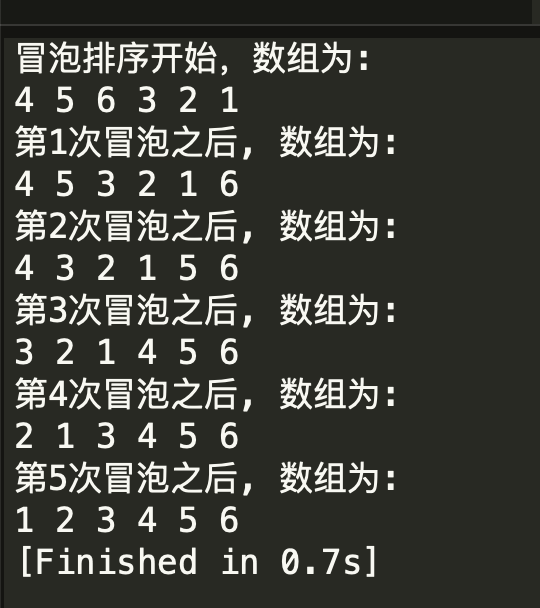 冒泡排序开始，数组为:
4 5 6 3 2 1
第1次冒泡之后, 数组为:
4 5 3 2 1 6
第2次冒泡之后, 数组为:
4 3 2 1 5 6
第3次冒泡之后, 数组为:
3 2 1 4 5 6
第4次冒泡之后, 数组为:
2 1 3 4 5 6
第5次冒泡之后, 数组为:
1 2 3 4 5 6
[Finished in 0.7s]